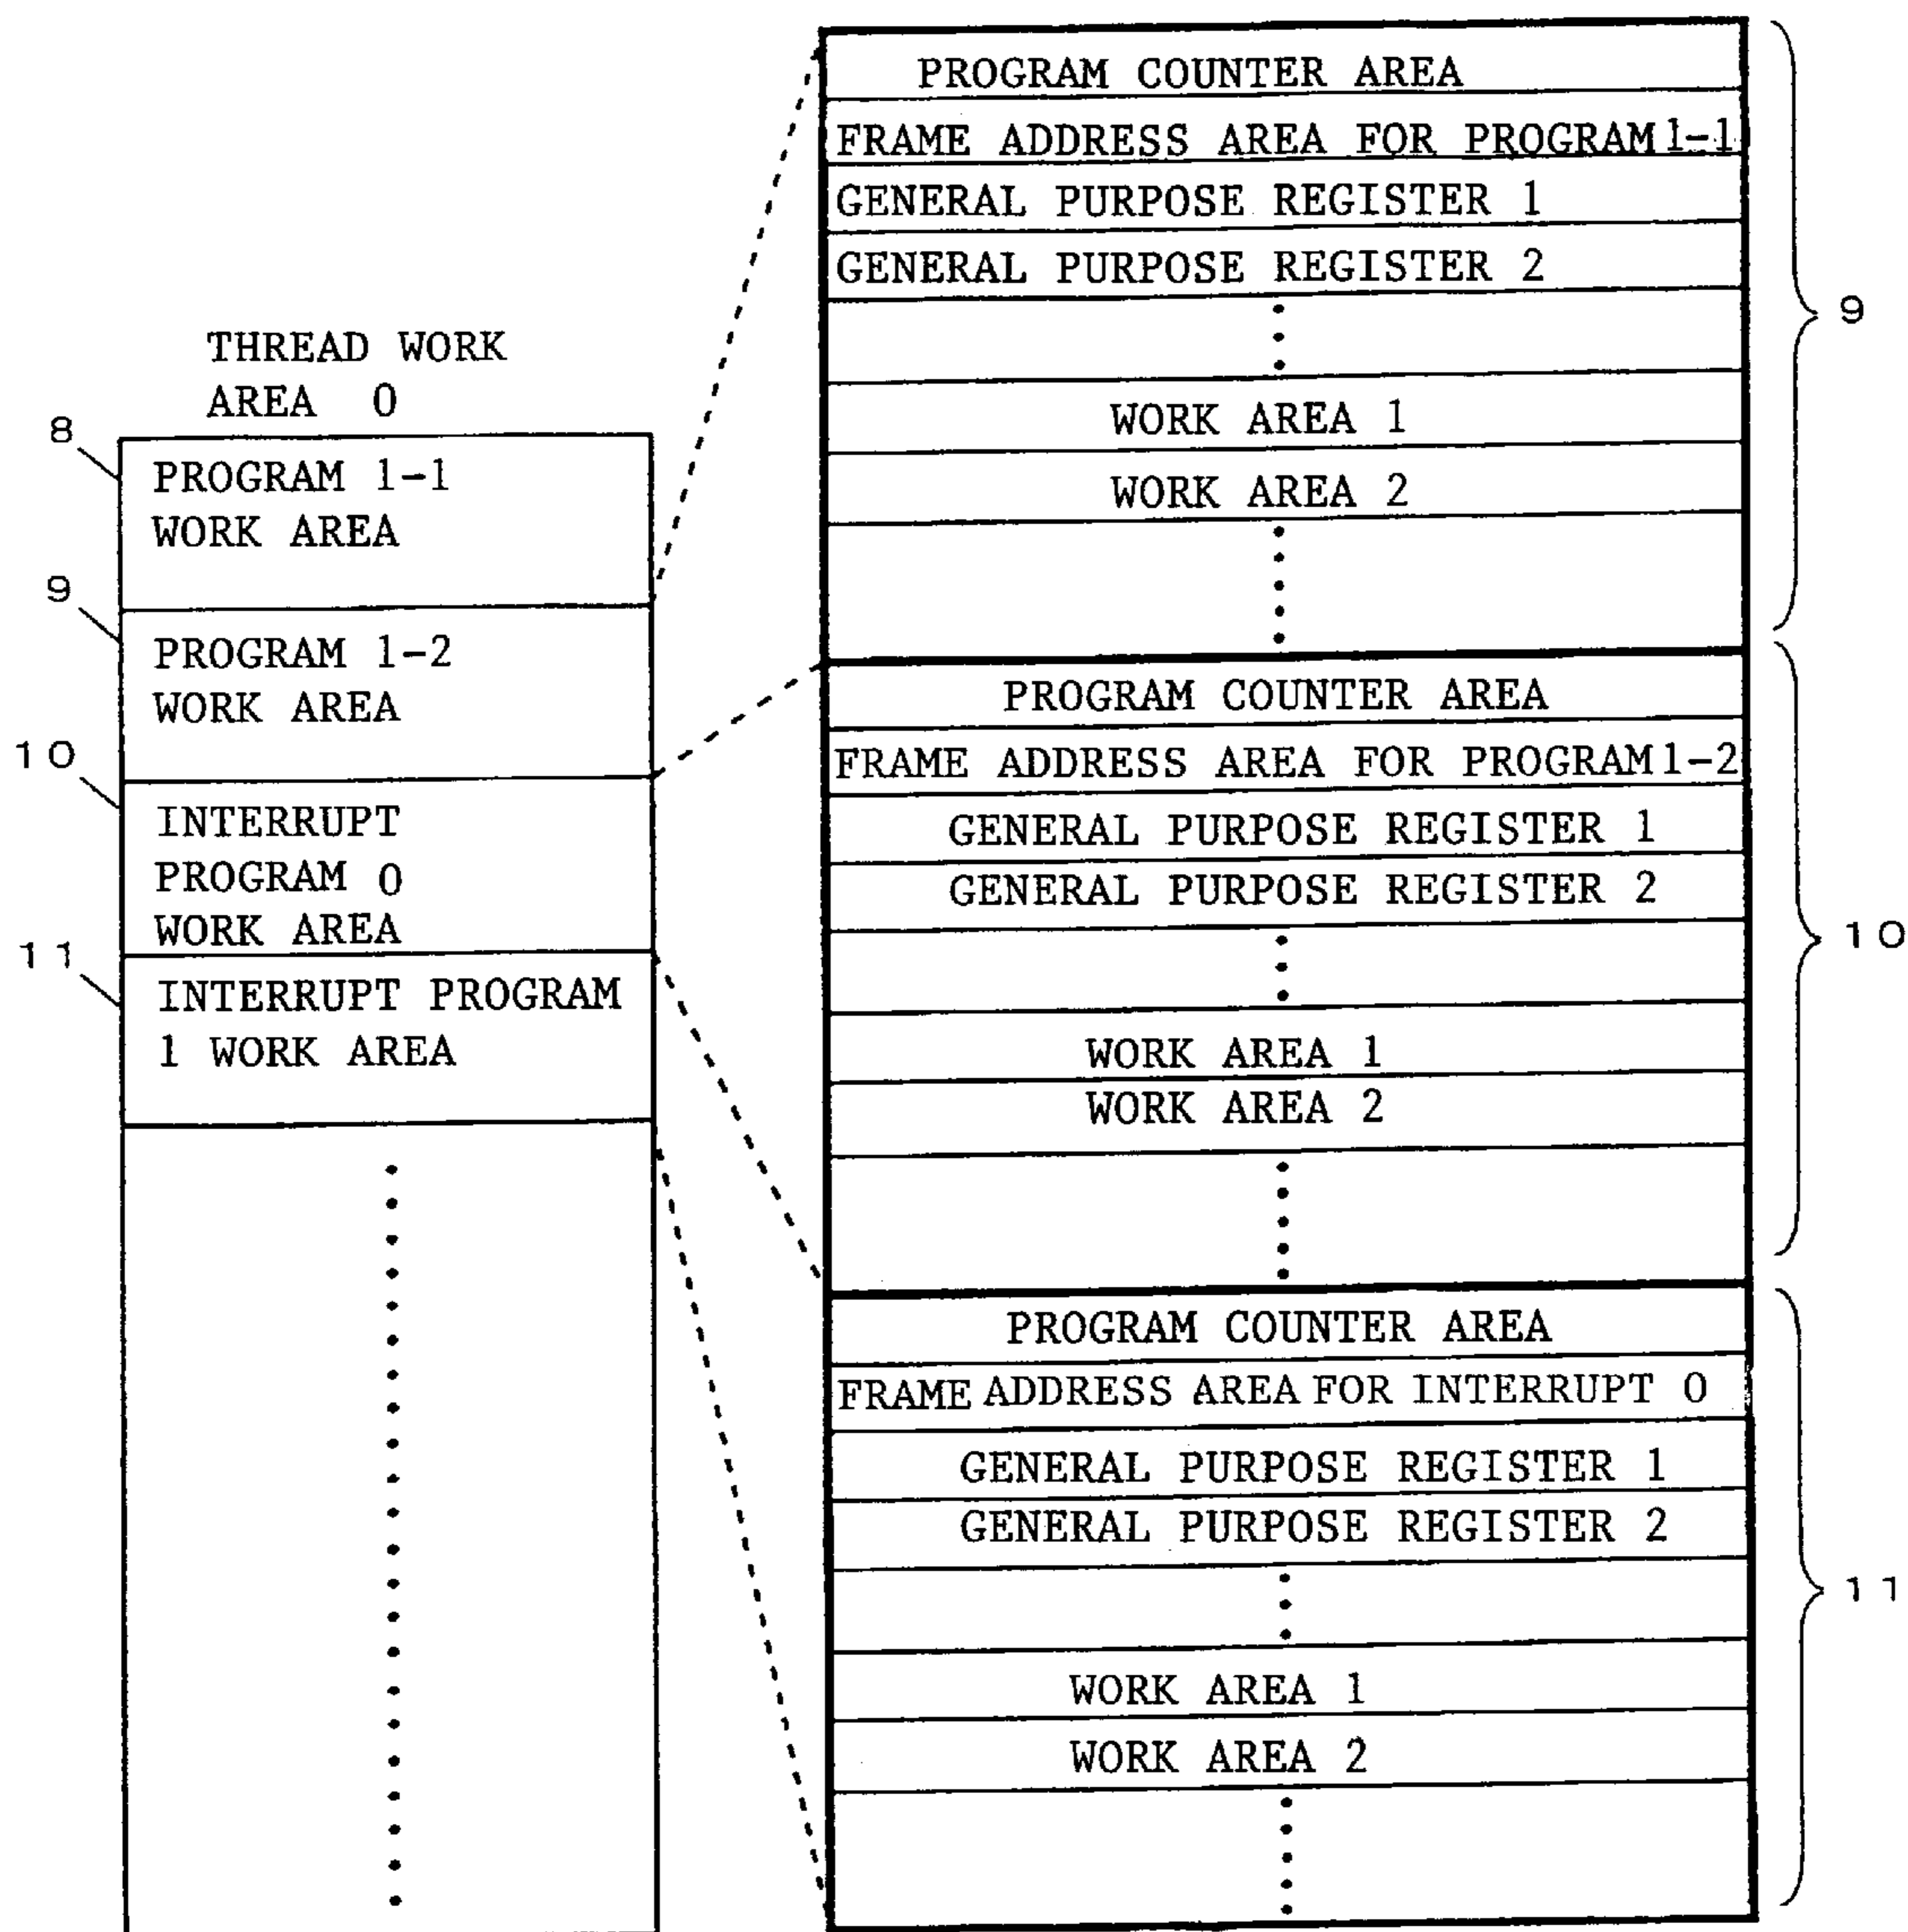 THREAD WORK
AREA 0
8
PROGRAM 1-1
WORK AREA
9
PROGRAM 1-2
WORK AREA
10
INTERRUPT
PROGRAM 0
WORK AREA
11
INTERRUPT PROGRAM
1 WORK AREA
PROGRAM COUNTER AREA
FRAME ADDRESS AREA FOR PROGRAM 1-1
GENERAL PURPOSE REGISTER 1
GENERAL PURPOSE REGISTER 2
WORK AREA 1
WORK AREA 2
9
PROGRAM COUNTER AREA
FRAME ADDRESS AREA FOR PROGRAM 1-2
GENERAL PURPOSE REGISTER 1
GENERAL PURPOSE REGISTER 2
WORK AREA 1
WORK AREA 2
10
PROGRAM COUNTER AREA
FRAME ADDRESS AREA FOR INTERRUPT 0
GENERAL PURPOSE REGISTER 1
GENERAL PURPOSE REGISTER 2
WORK AREA 1
WORK AREA 2
11